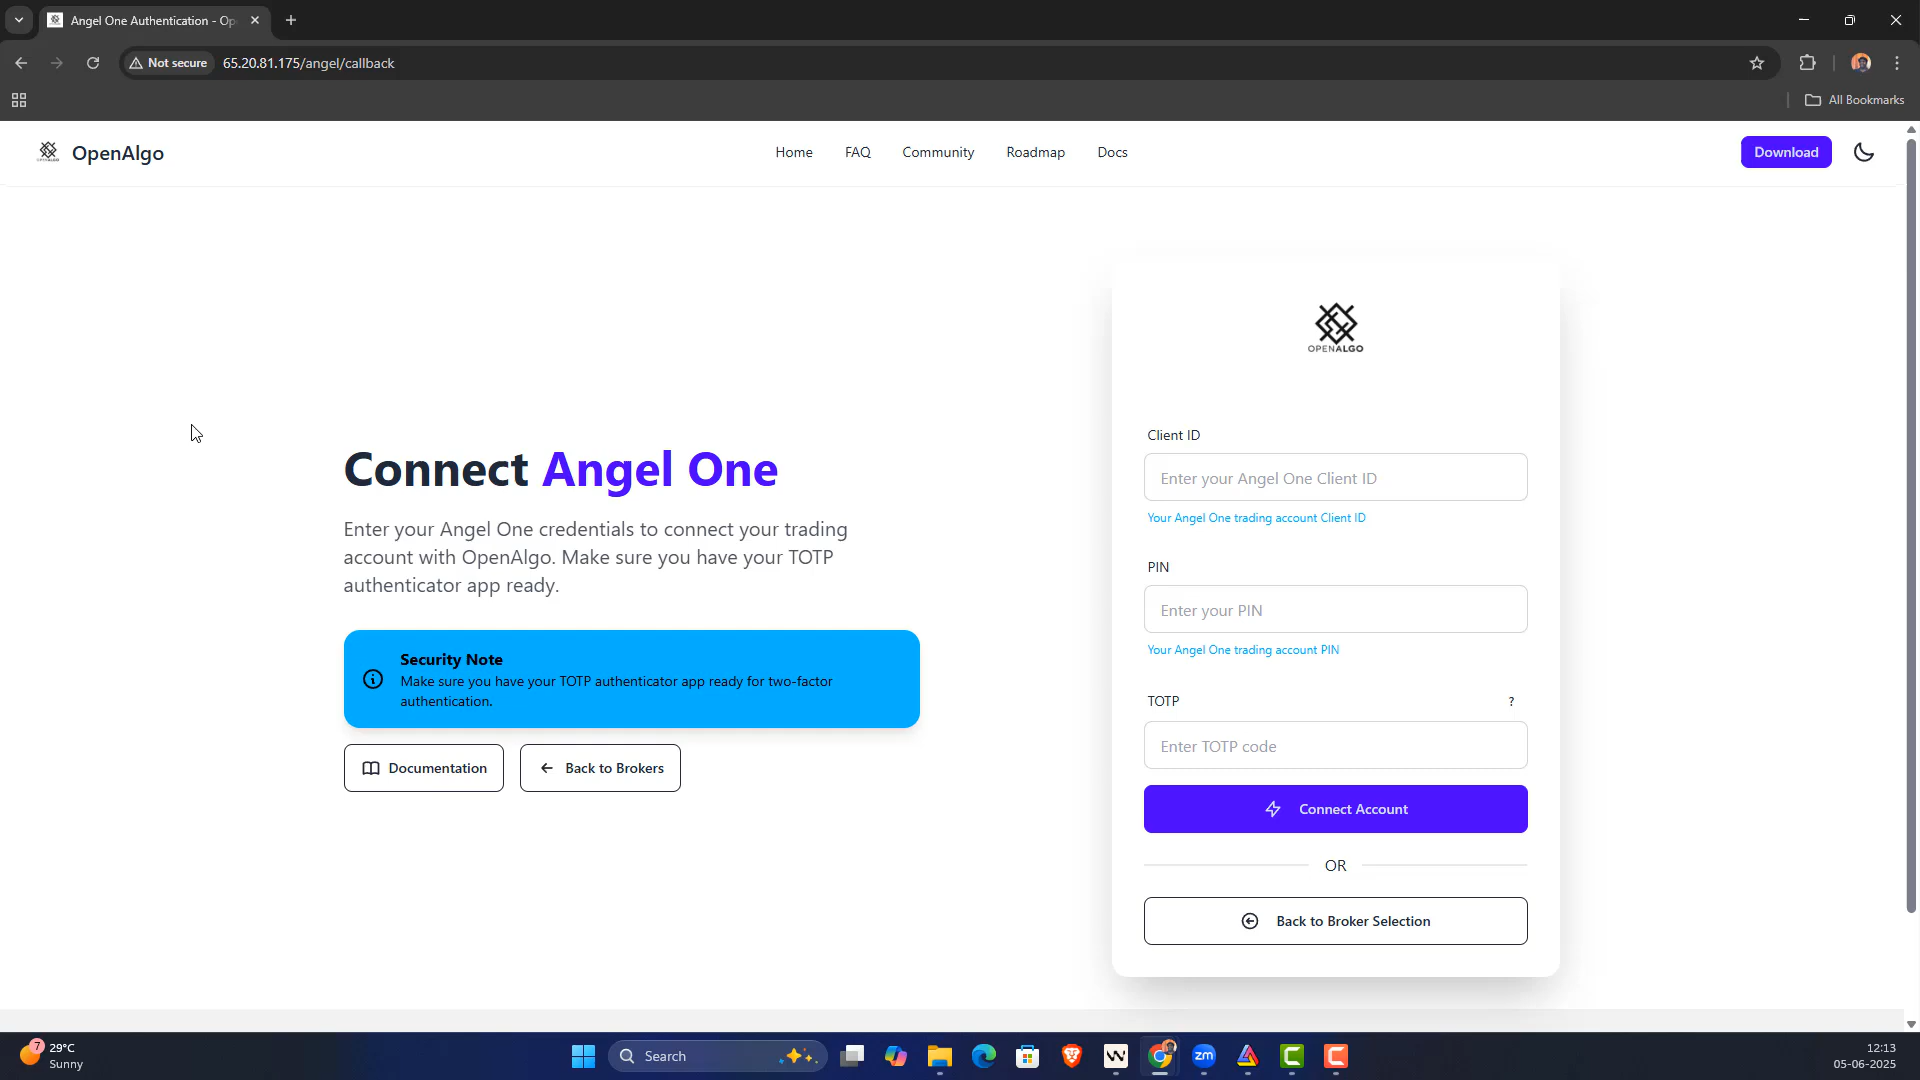 Angel One Authentication - Op
Not secure
65.20.81.175/angel/callback
All Bookmarks
OpenAlgo
Home
FAQ
Community
Roadmap
Docs
Download
OPENALGO
Connect Angel One
Enter your Angel One credentials to connect your trading
account with OpenAlgo. Make sure you have your TOTP
authenticator app ready.
Security Note
Make sure you have your TOTP authenticator app ready for two-factor
authentication.
Documentation
Back to Brokers
Client ID
Enter your Angel One Client ID
Your Angel One trading account Client ID
PIN
Enter your PIN
Your Angel One trading account PIN
TOTP
?
Enter TOTP code
Connect Account
OR
Back to Broker Selection
7
29°C
Sunny
Search
zm
12:13
05-06-2025